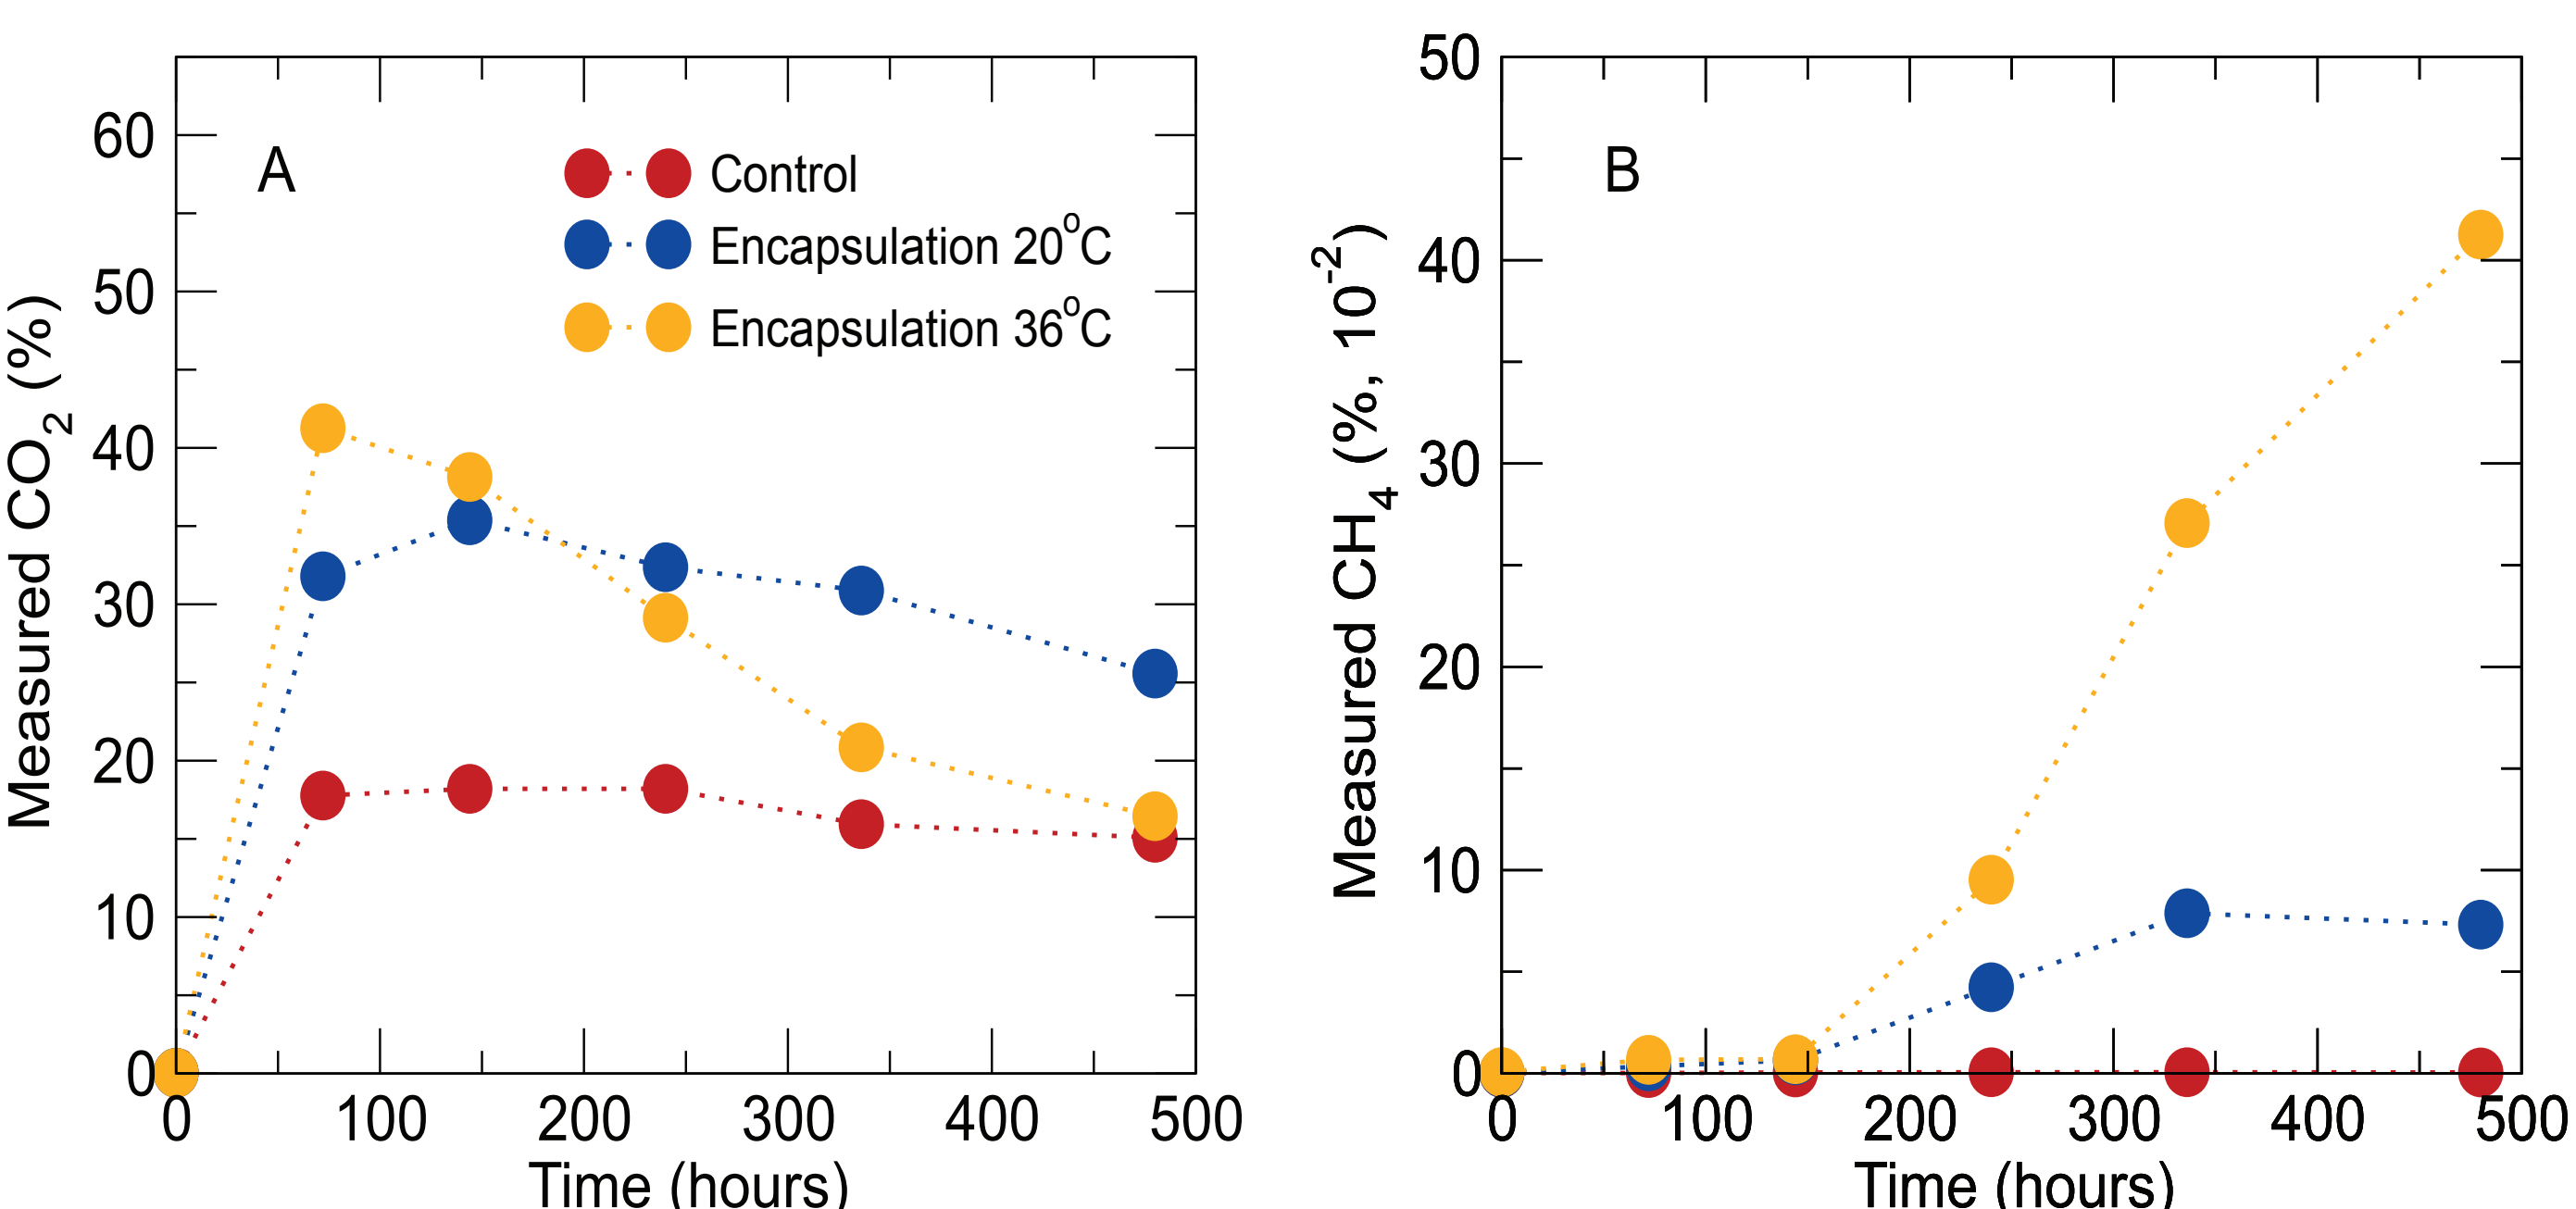 A
Control
Encapsulation 20°C
Encapsulation 36°C
Measured CO2 (%)
60
50
40
30
20
10
0
0 100 200 300 400 500
Time (hours)
B
Measured CH4 (%, 10-2)
50
40
30
20
10
0
0 100 200 300 400 500
Time (hours)